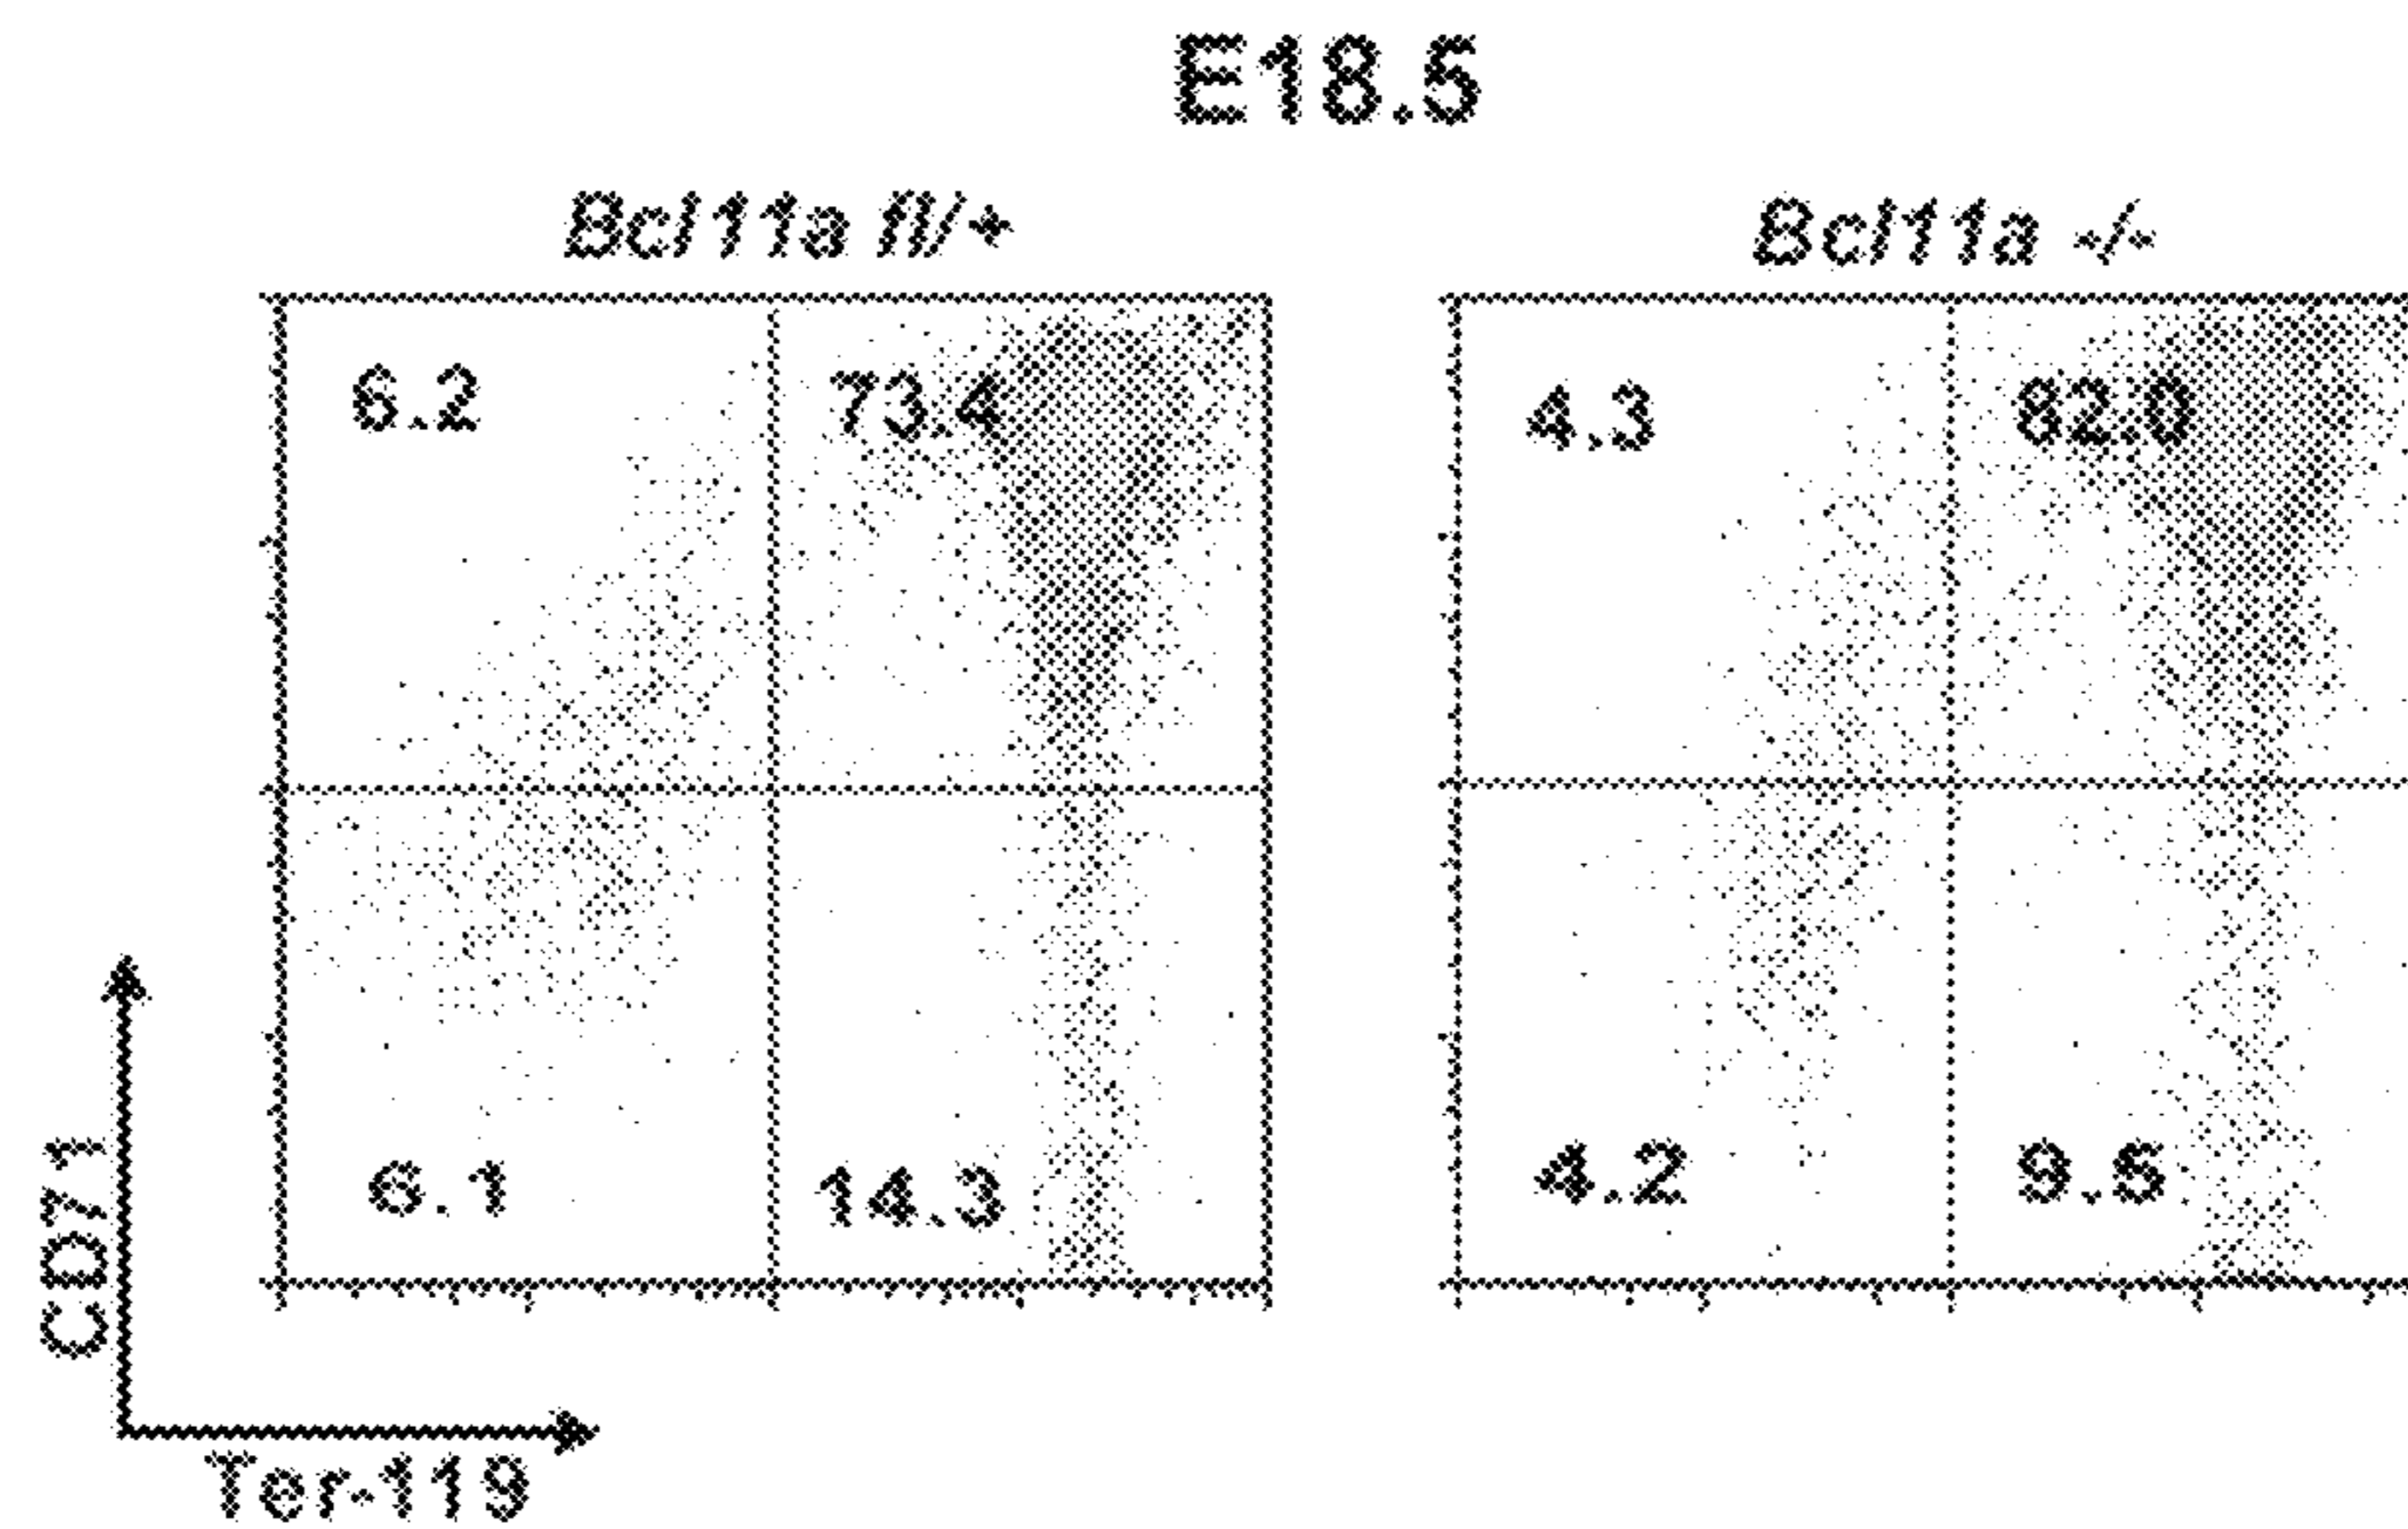 E18.5
Bcl11a fl/+
Bcl11a -/-
6.2
73.4
4.3
82.0
6.1
14.3
4.2
9.5
CD71
Ter-119